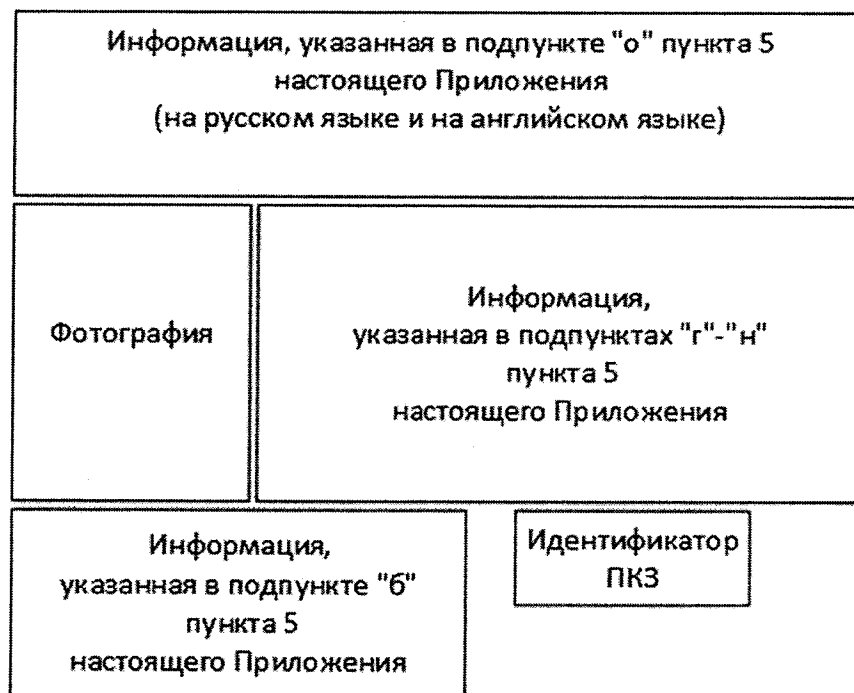 Информация, указанная в подпункте "о" пункта 5
настоящего Приложения
(на русском языке и на английском языке)
Фотография
Информация,
указанная в подпунктах "г"-"н"
пункта 5
настоящего Приложения
Информация,
указанная в подпункте "б"
пункта 5
настоящего Приложения
Идентификатор
ПКЗ